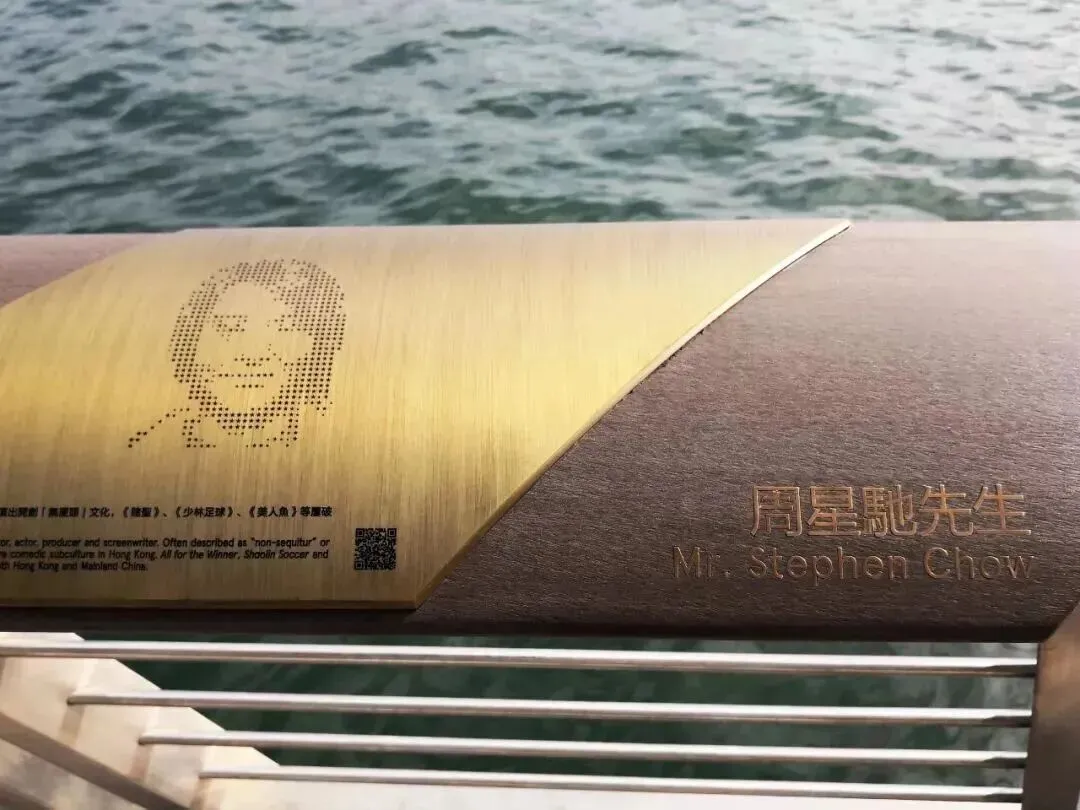 演出開創「無厘頭」文化，《賭聖》、《少林足球》、《美人魚》等屢破
or, actor, producer and screenwriter. Often described as "non-sequitur" or
re comedic subculture in Hong Kong. All for the Winner, Shaolin Soccer and
oth Hong Kong and Mainland China.
周星馳先生
Mr. Stephen Chow